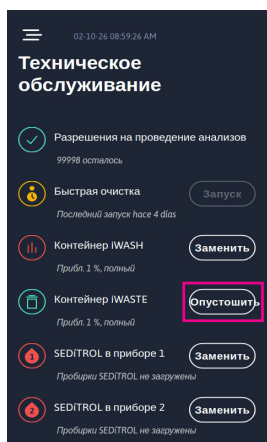 02-10-26 08:59:26 AM
Техническое
обслуживание
Разрешения на проведение анализов
99998 осталось
Быстрая очистка
Запуск
Последний запуск hace 4 días
Контейнер iWASH
Заменить
Прибл. 1 %, полный
Контейнер iWASTE
Опустошить
Прибл. 1 %, полный
SEDiTROL в приборе 1
Заменить
1
Пробирки SEDiTROL не загружены
SEDiTROL в приборе 2
Заменить
2
Пробирки SEDiTROL не загружены